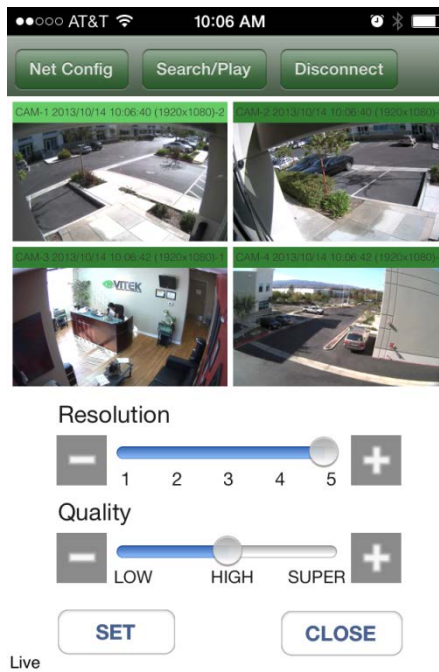 AT&T 10:06 AM
Net Config Search/Play Disconnect
CAM-1 2013/10/14 10:06:40 (1920x1080)-2
CAM-2 2013/10/14 10:06:40 (1920x1080)-
CAM-3 2013/10/14 10:06:42 (1920x1080)-1
CAM-4 2013/10/14 10:06:42 (1920x1080)-
VITEK
Resolution
1 2 3 4 5
Quality
LOW HIGH SUPER
SET CLOSE
Live